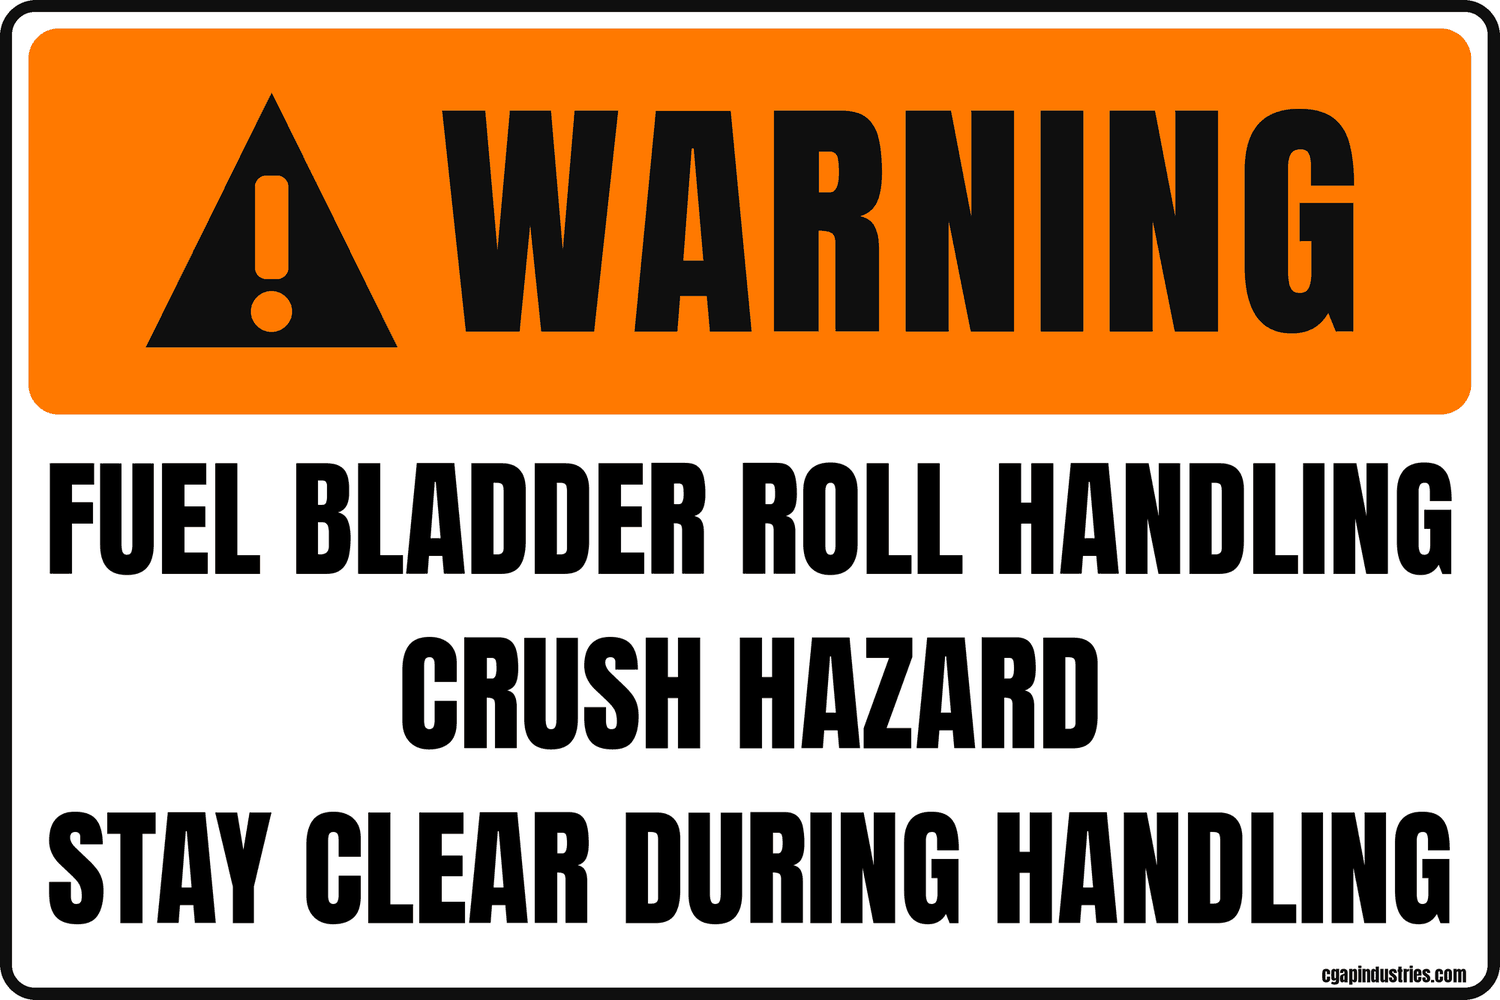 WARNING
FUEL BLADDER ROLL HANDLING
CRUSH HAZARD
STAY CLEAR DURING HANDLING
cgapindustries.com